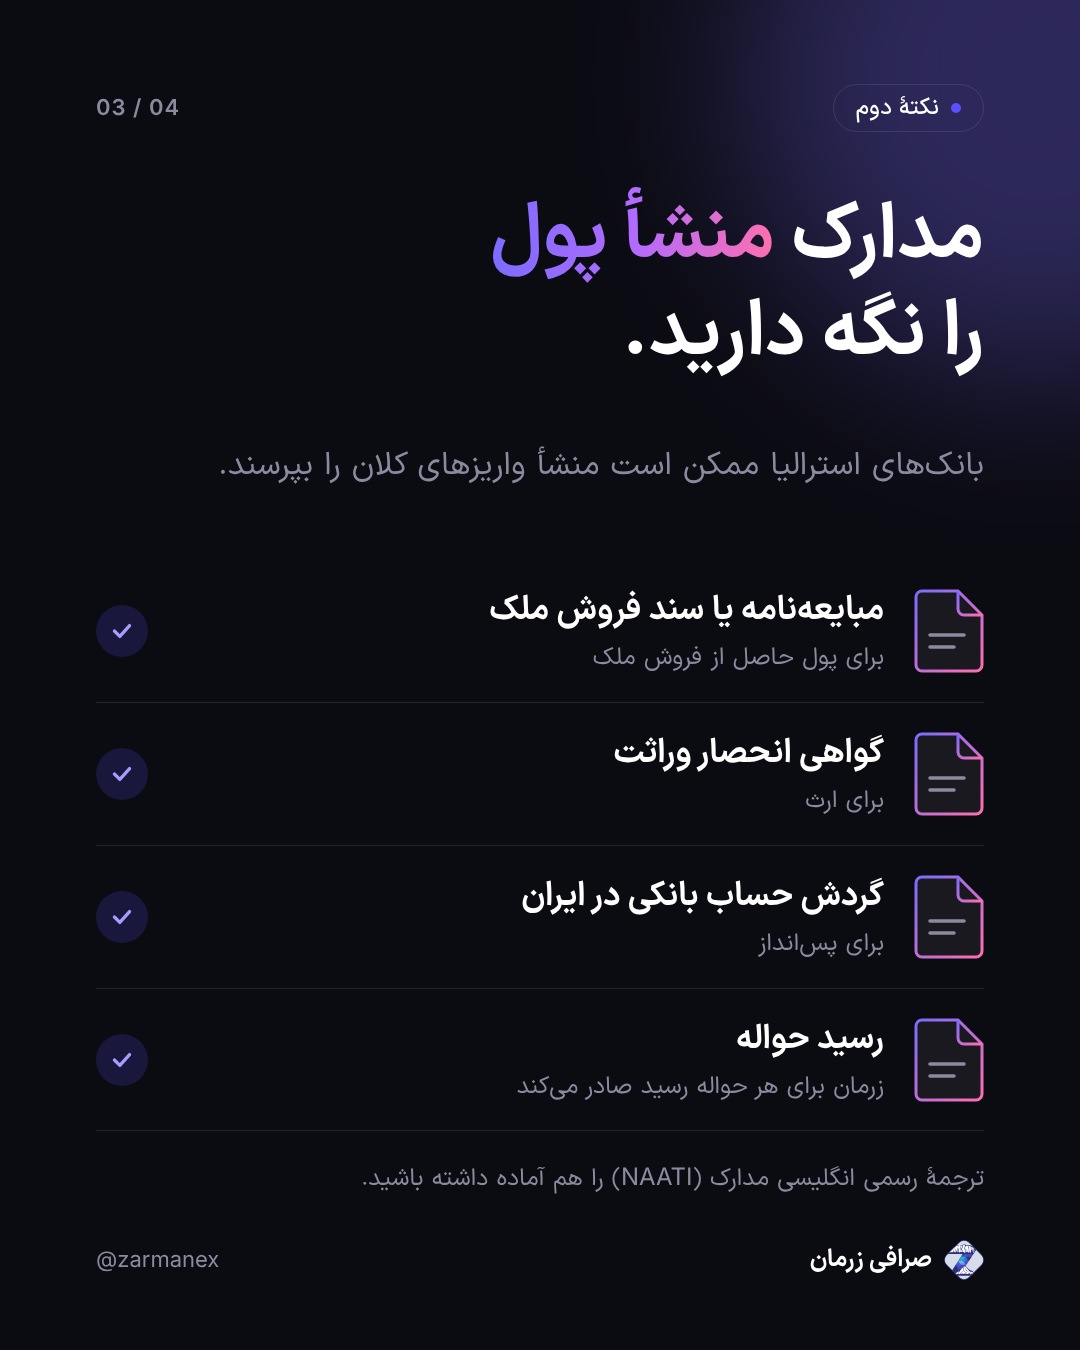 نکتهٔ دوم
03 / 04
مدارک منشأ پول
را نگه دارید.
بانک‌های استرالیا ممکن است منشأ واریزهای کلان را بپرسند.
مبایعه‌نامه یا سند فروش ملک
برای پول حاصل از فروش ملک
گواهی انحصار وراثت
برای ارث
گردش حساب بانکی در ایران
برای پس‌انداز
رسید حواله
زرمان برای هر حواله رسید صادر می‌کند
ترجمهٔ رسمی انگلیسی مدارک (NAATI) را هم آماده داشته باشید.
صرافی زرمان
@zarmanex